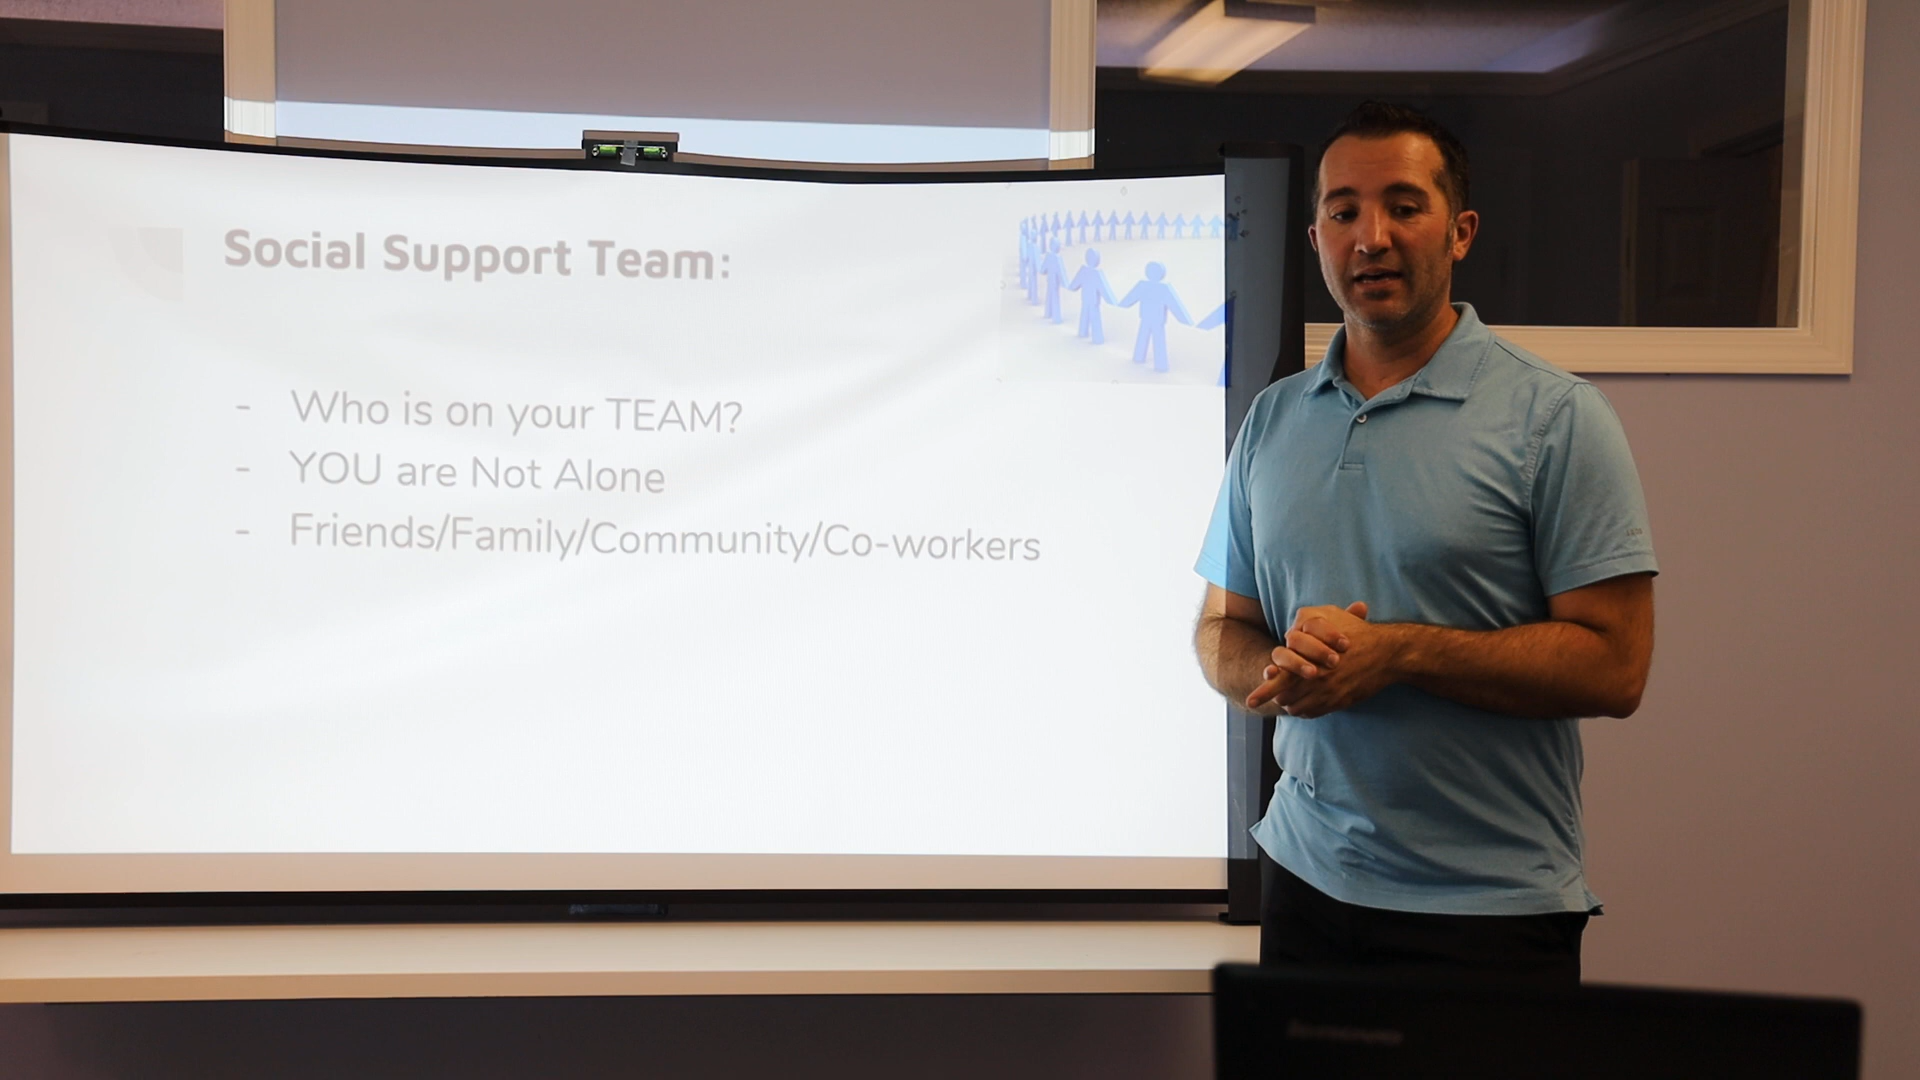 Social Support Team:
- Who is on your TEAM?
- YOU are Not Alone
- Friends/Family/Community/Co-workers